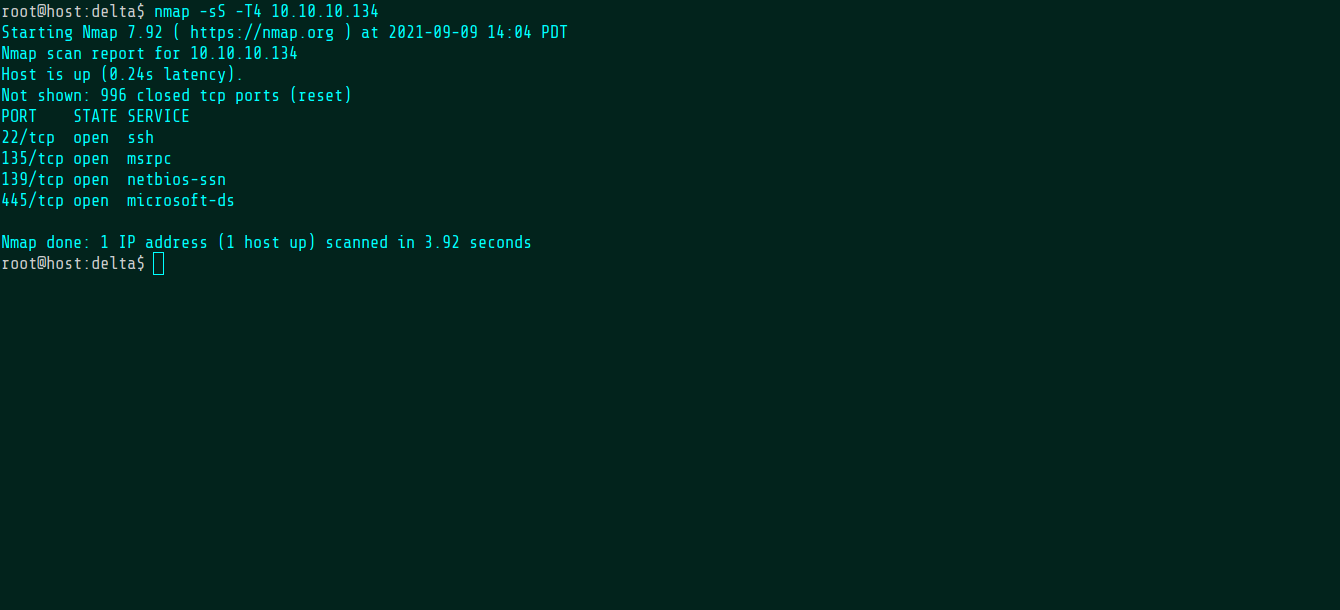 root@host:delta$ nmap -sS -T4 10.10.10.134
Starting Nmap 7.92 ( https://nmap.org ) at 2021-09-09 14:04 PDT
Nmap scan report for 10.10.10.134
Host is up (0.24s latency).
Not shown: 996 closed tcp ports (reset)
PORT    STATE SERVICE
22/tcp  open  ssh
135/tcp open  msrpc
139/tcp open  netbios-ssn
445/tcp open  microsoft-ds
Nmap done: 1 IP address (1 host up) scanned in 3.92 seconds
root@host:delta$